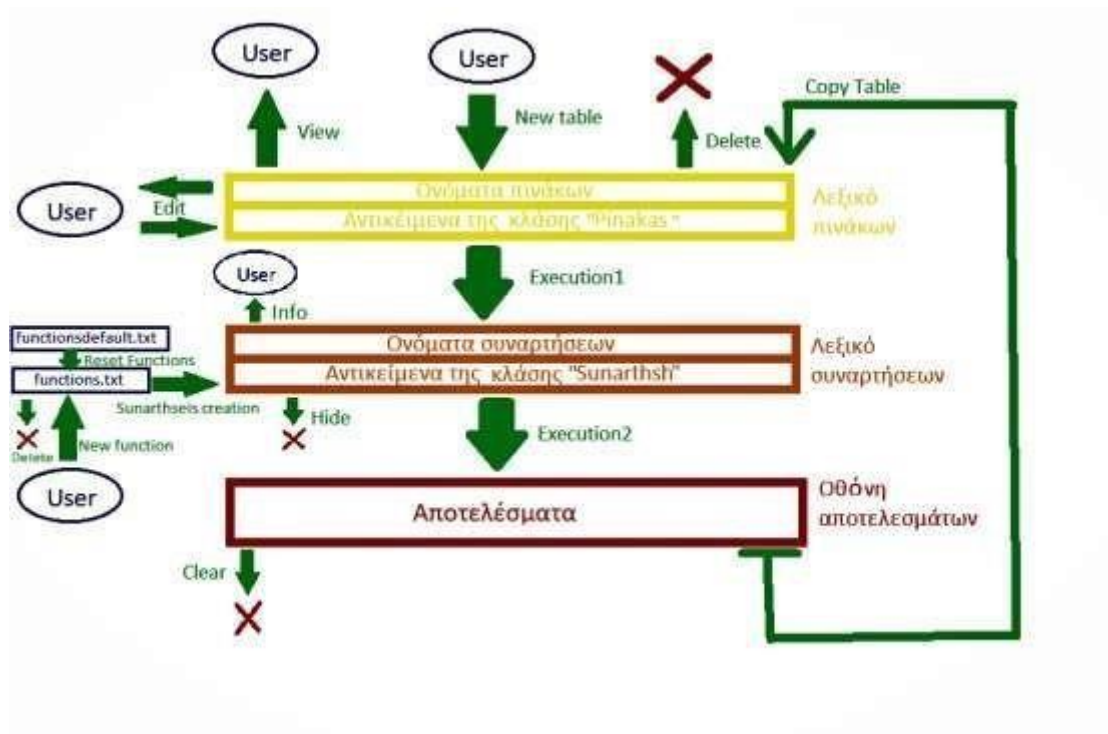 User
User
Copy Table
View
New table
Delete
Ονόματα πινάκων
Αντικέιμενα της κλάσης "Pinakas "
Λεξικό
πινάκων
User
Edit
User
Execution1
Info
functionsdefault.txt
Reset Functions
functions.txt
Sunarthseis creation
Ονόματα συναρτήσεων
Αντικείμενα της κλάσης "Sunarthsh"
Λεξικό
συναρτήσεων
Hide
Execution2
Delete
New function
User
Αποτελέσματα
Οθόνη
αποτελεσμάτων
Clear